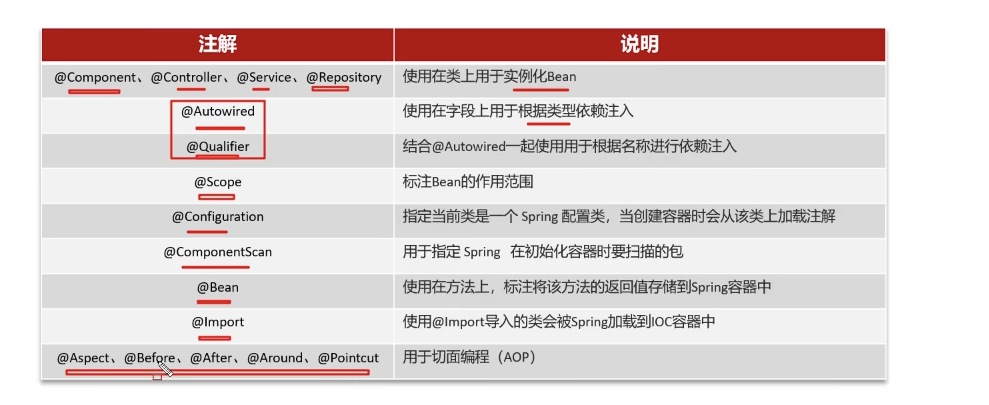 注解 说明
@Component、@Controller、@Service、@Repository 使用在类上用于实例化Bean
@Autowired 使用在字段上用于根据类型依赖注入
@Qualifier 结合@Autowired一起使用用于根据名称进行依赖注入
@Scope 标注Bean的作用范围
@Configuration 指定当前类是一个 Spring 配置类，当创建容器时会从该类上加载注解
@ComponentScan 用于指定 Spring 在初始化容器时要扫描的包
@Bean 使用在方法上，标注将该方法的返回值存储到Spring容器中
@Import 使用@Import导入的类会被Spring加载到IOC容器中
@Aspect、@Before、@After、@Around、@Pointcut 用于切面编程（AOP）